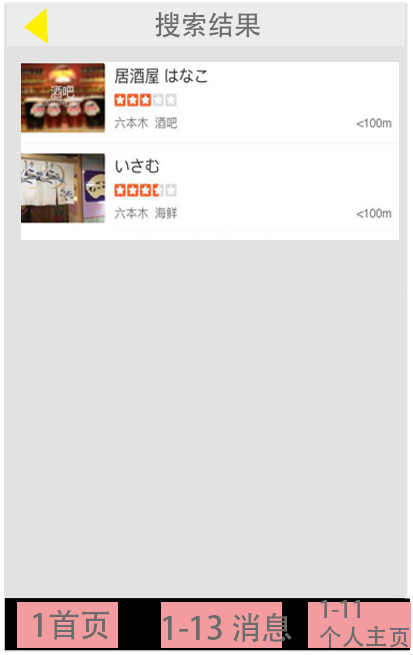 搜索结果
居酒屋 はなこ
酒吧
六本木 酒吧 <100m
いさむ
六本木 海鲜 <100m
1首页
1-13 消息
1-11
个人主页